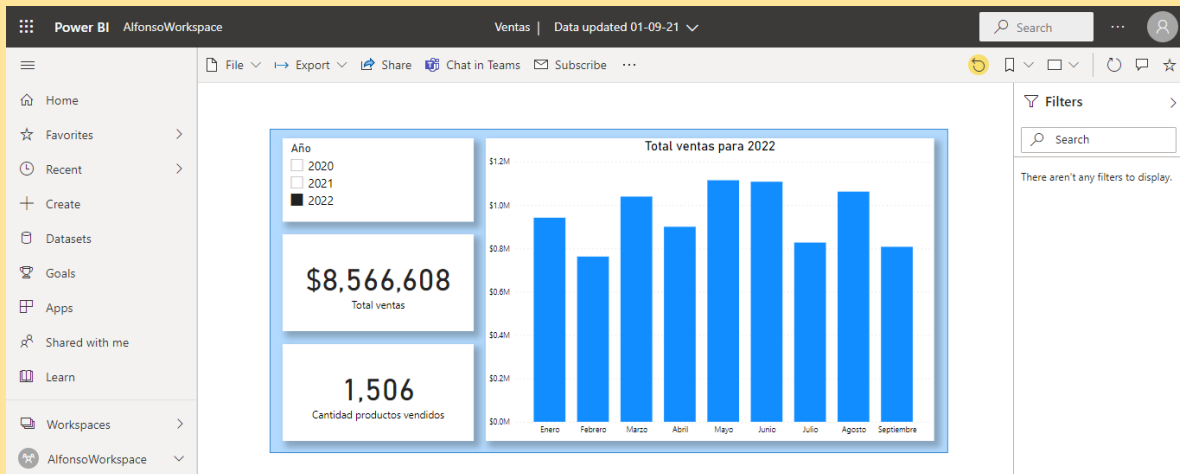 Power BI AlfonsoWorkspace Ventas | Data updated 01-09-21 Search ...
File Export Share Chat in Teams Subscribe ...
Home
Favorites
Recent
Create
Datasets
Goals
Apps
Shared with me
Learn
Workspaces
AlfonsoWorkspace
Año
2020
2021
2022
$8,566,608
Total ventas
1,506
Cantidad productos vendidos
Total ventas para 2022
$1.2M
$1.0M
$0.8M
$0.6M
$0.4M
$0.2M
$0.0M
Enero Febrero Marzo Abril Mayo Junio Julio Agosto Septiembre
Filters
Search
There aren't any filters to display.